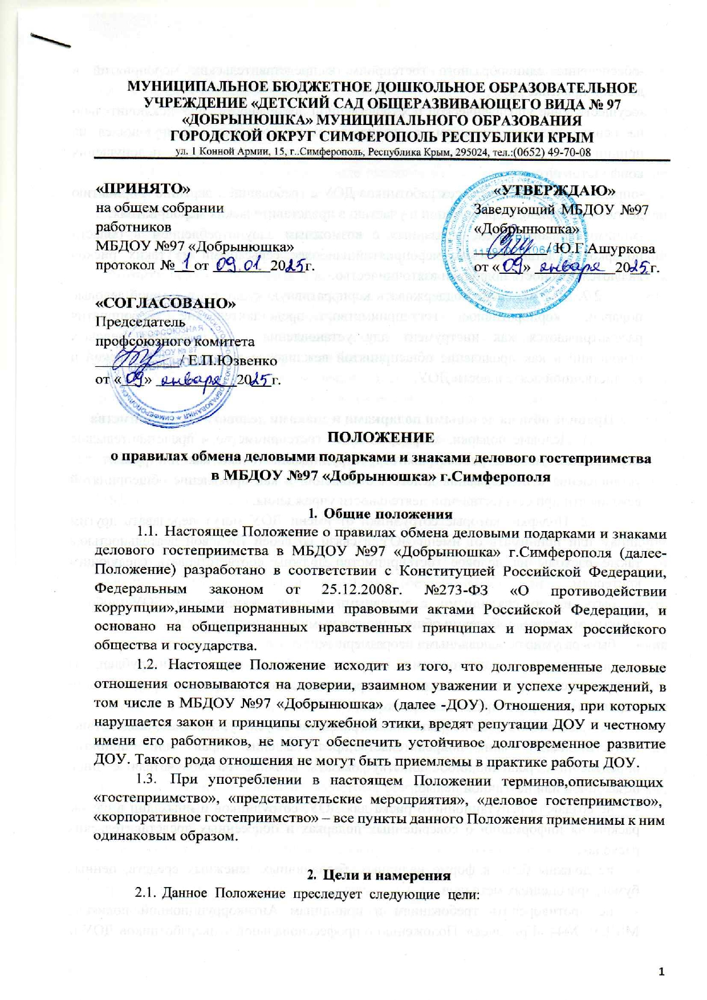 МУНИЦИПАЛЬНОЕ БЮДЖЕТНОЕ ДОШКОЛЬНОЕ ОБРАЗОВАТЕЛЬНОЕ
УЧРЕЖДЕНИЕ «ДЕТСКИЙ САД ОБЩЕРАЗВИВАЮЩЕГО ВИДА № 97
«ДОБРЫНЮШКА» МУНИЦИПАЛЬНОГО ОБРАЗОВАНИЯ
ГОРОДСКОЙ ОКРУГ СИМФЕРОПОЛЬ РЕСПУБЛИКИ КРЫМ
ул. 1 Конной Армии, 15, г..Симферополь, Республика Крым, 295024, тел.:(0652) 49-70-08
«ПРИНЯТО»
на общем собрании
работников
МБДОУ №97 «Добрынюшка»
протокол № 1 от 09.01 2025г.
«УТВЕРЖДАЮ»
Заведующий МБДОУ №97
«Добрынюшка»
/ Ю.Г.Ашуркова
от «09» января 2025г.
«СОГЛАСОВАНО»
Председатель
профсоюзного комитета
/ Е.П.Юзвенко
от «09» января 2025г.
ПОЛОЖЕНИЕ
о правилах обмена деловыми подарками и знаками делового гостеприимства
в МБДОУ №97 «Добрынюшка» г.Симферополя
1. Общие положения
1.1. Настоящее Положение о правилах обмена деловыми подарками и знаками
делового гостеприимства в МБДОУ №97 «Добрынюшка» г.Симферополя (далее-
Положение) разработано в соответствии с Конституцией Российской Федерации,
Федеральным законом от 25.12.2008г. №273-ФЗ «О противодействии
коррупции»,иными нормативными правовыми актами Российской Федерации, и
основано на общепризнанных нравственных принципах и нормах российского
общества и государства.
1.2. Настоящее Положение исходит из того, что долговременные деловые
отношения основываются на доверии, взаимном уважении и успехе учреждений, в
том числе в МБДОУ №97 «Добрынюшка» (далее -ДОУ). Отношения, при которых
нарушается закон и принципы служебной этики, вредят репутации ДОУ и честному
имени его работников, не могут обеспечить устойчивое долговременное развитие
ДОУ. Такого рода отношения не могут быть приемлемы в практике работы ДОУ.
1.3. При употреблении в настоящем Положении терминов,описывающих
«гостеприимство», «представительские мероприятия», «деловое гостеприимство»,
«корпоративное гостеприимство» – все пункты данного Положения применимы к ним
одинаковым образом.
2. Цели и намерения
2.1. Данное Положение преследует следующие цели:
1